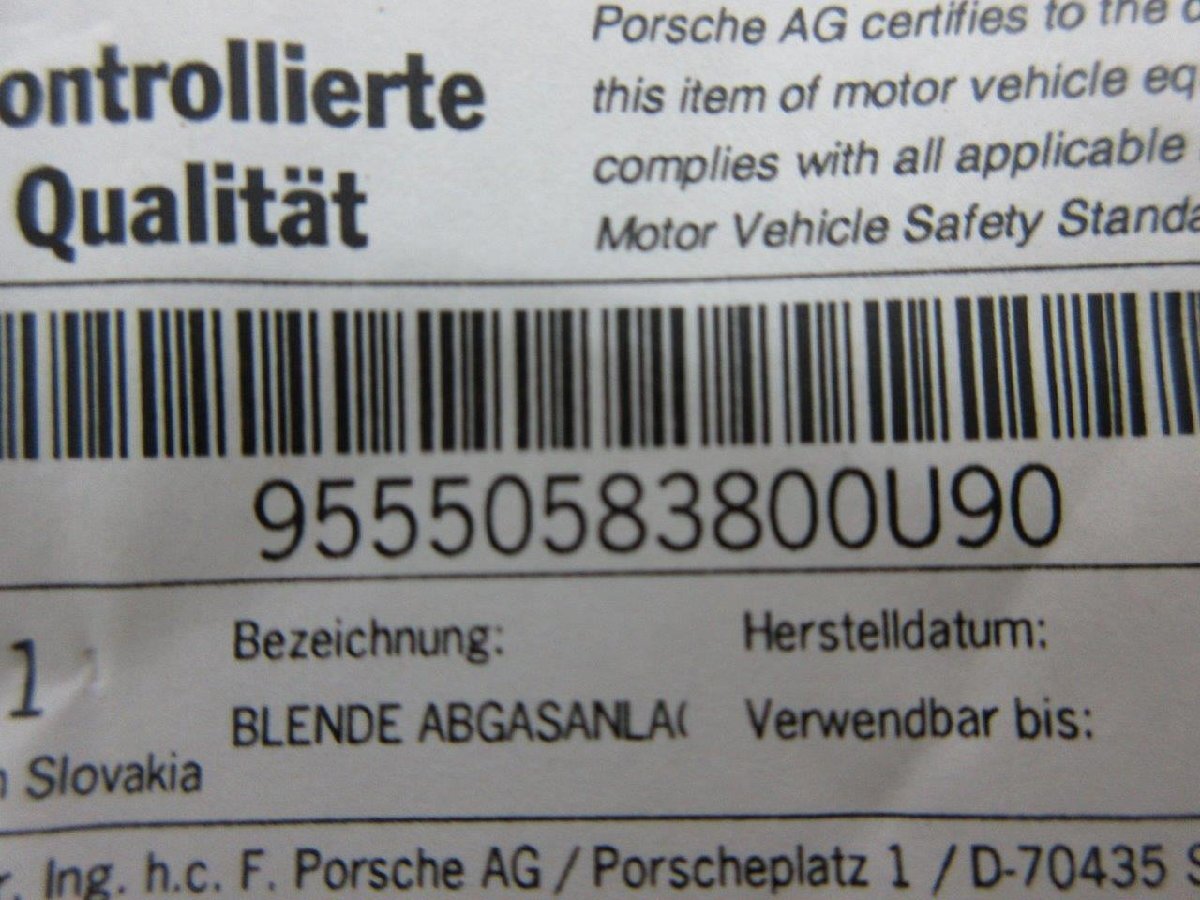 ontrollierte
Qualität
Porsche AG certifies to the d
this item of motor vehicle eq
complies with all applicable
Motor Vehicle Safety Standa
95550583800U90
1
Bezeichnung:
Herstelldatum:
BLENDE ABGASANLAG
Verwendbar bis:
n Slovakia
r. Ing. h.c. F. Porsche AG / Porscheplatz 1 / D-70435 S